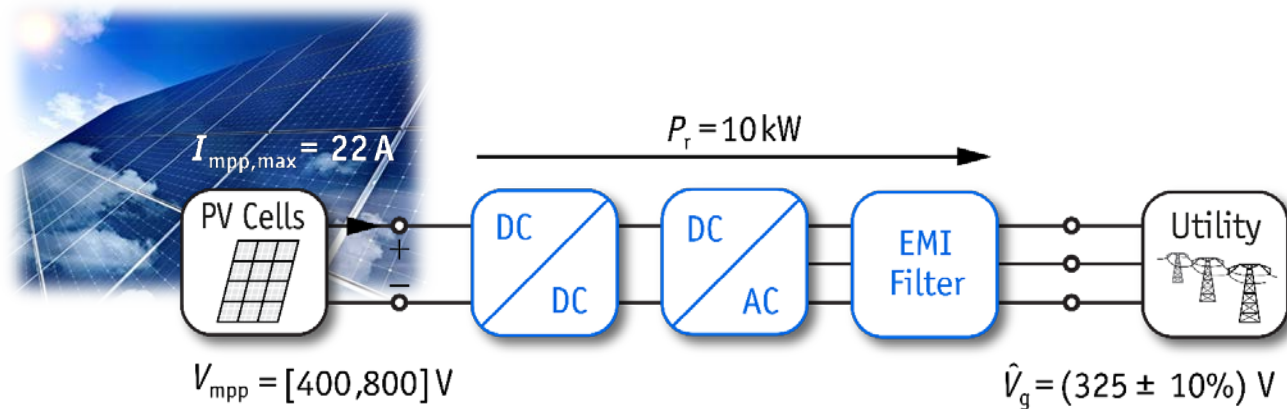 P_r = 10 kW
I_mpp,max = 22 A
PV Cells
+
−
DC
DC
DC
AC
EMI
Filter
Utility
V_mpp = [400,800] V
V̂_g = (325 ± 10%) V